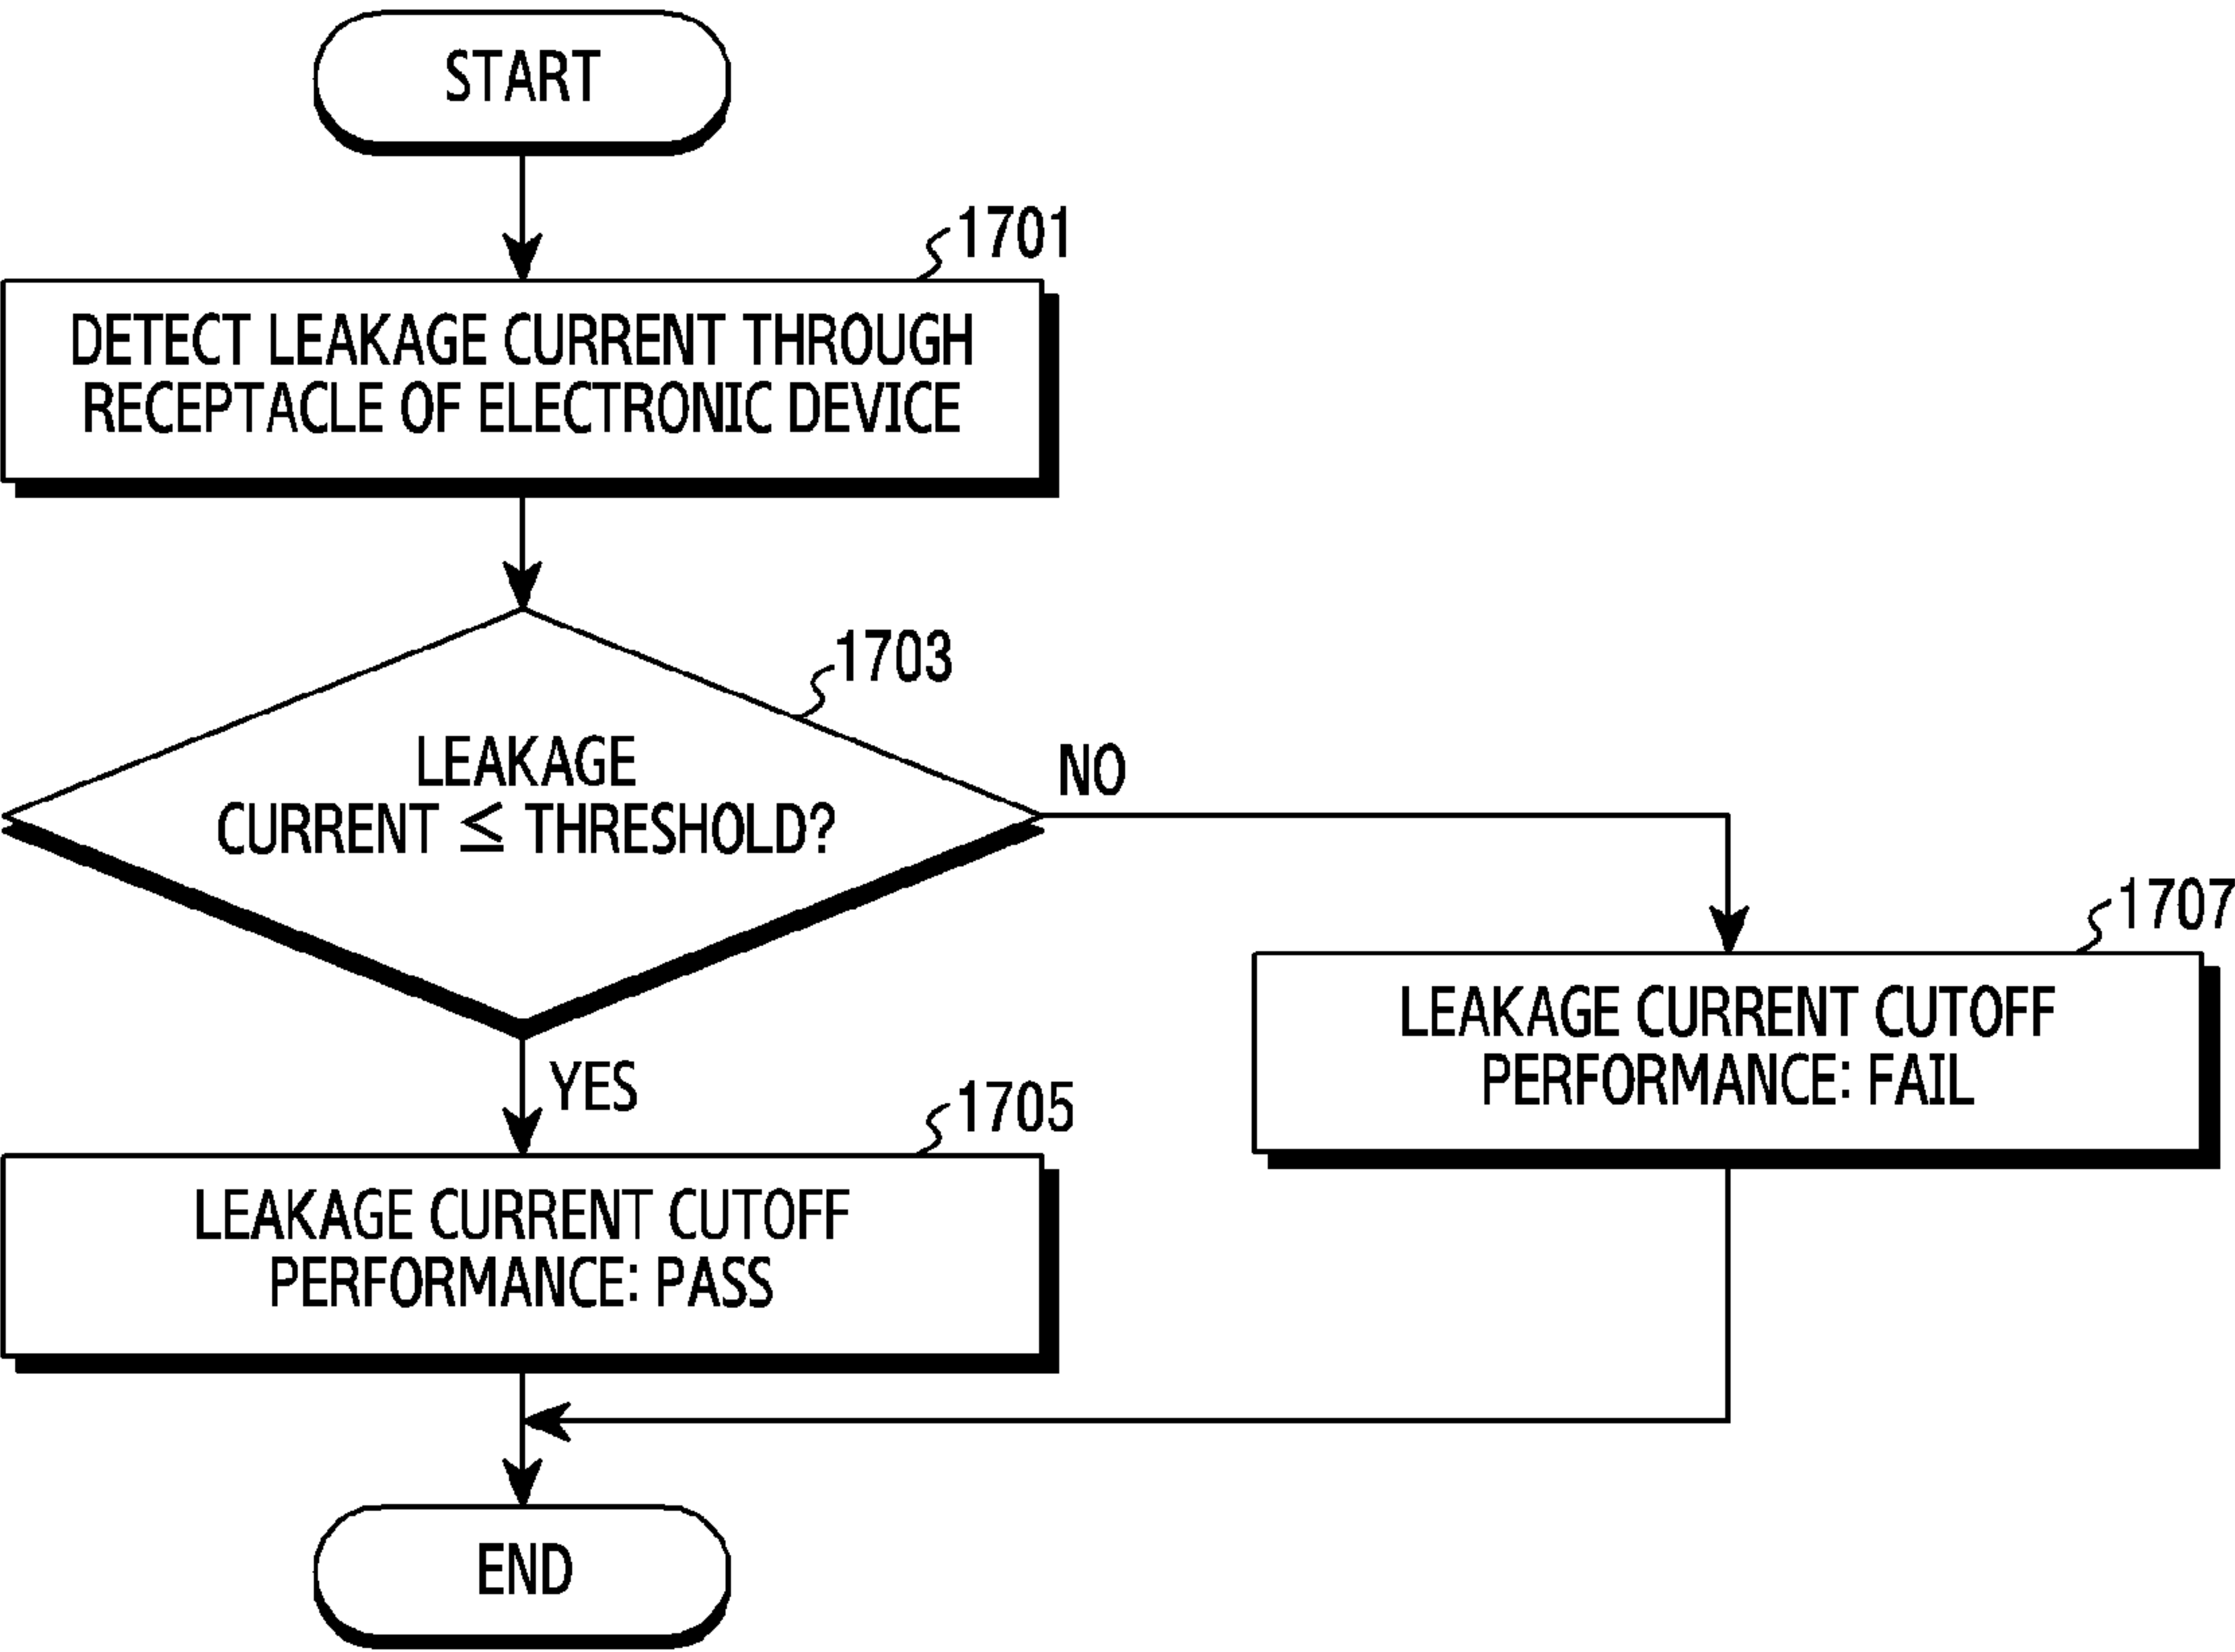 START
1701
DETECT LEAKAGE CURRENT THROUGH
RECEPTACLE OF ELECTRONIC DEVICE
1703
LEAKAGE
CURRENT ≤ THRESHOLD?
NO
YES
1707
LEAKAGE CURRENT CUTOFF
PERFORMANCE: FAIL
1705
LEAKAGE CURRENT CUTOFF
PERFORMANCE: PASS
END